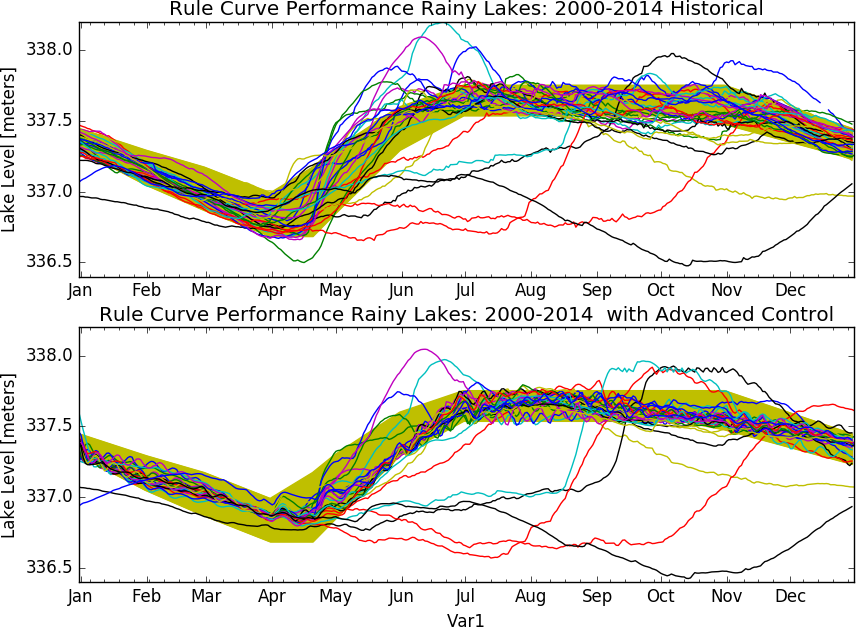 Rule Curve Performance Rainy Lakes: 2000-2014 Historical
338.0
337.5
337.0
336.5
Lake Level [meters]
Jan Feb Mar Apr May Jun Jul Aug Sep Oct Nov Dec
Rule Curve Performance Rainy Lakes: 2000-2014  with Advanced Control
338.0
337.5
337.0
336.5
Lake Level [meters]
Jan Feb Mar Apr May Jun Jul Aug Sep Oct Nov Dec
Var1